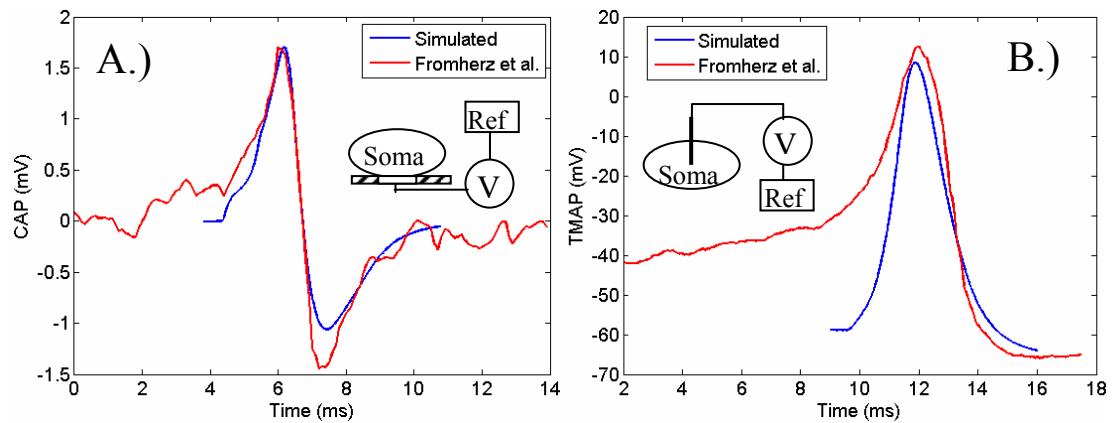 A.)
Simulated
Fromherz et al.
Ref
Soma
V
CAP (mV)
2
1.5
1
0.5
0
-0.5
-1
-1.5
0 2 4 6 8 10 12 14
Time (ms)
B.)
Simulated
Fromherz et al.
V
Soma
Ref
TMAP (mV)
20
10
0
-10
-20
-30
-40
-50
-60
-70
2 4 6 8 10 12 14 16 18
Time (ms)